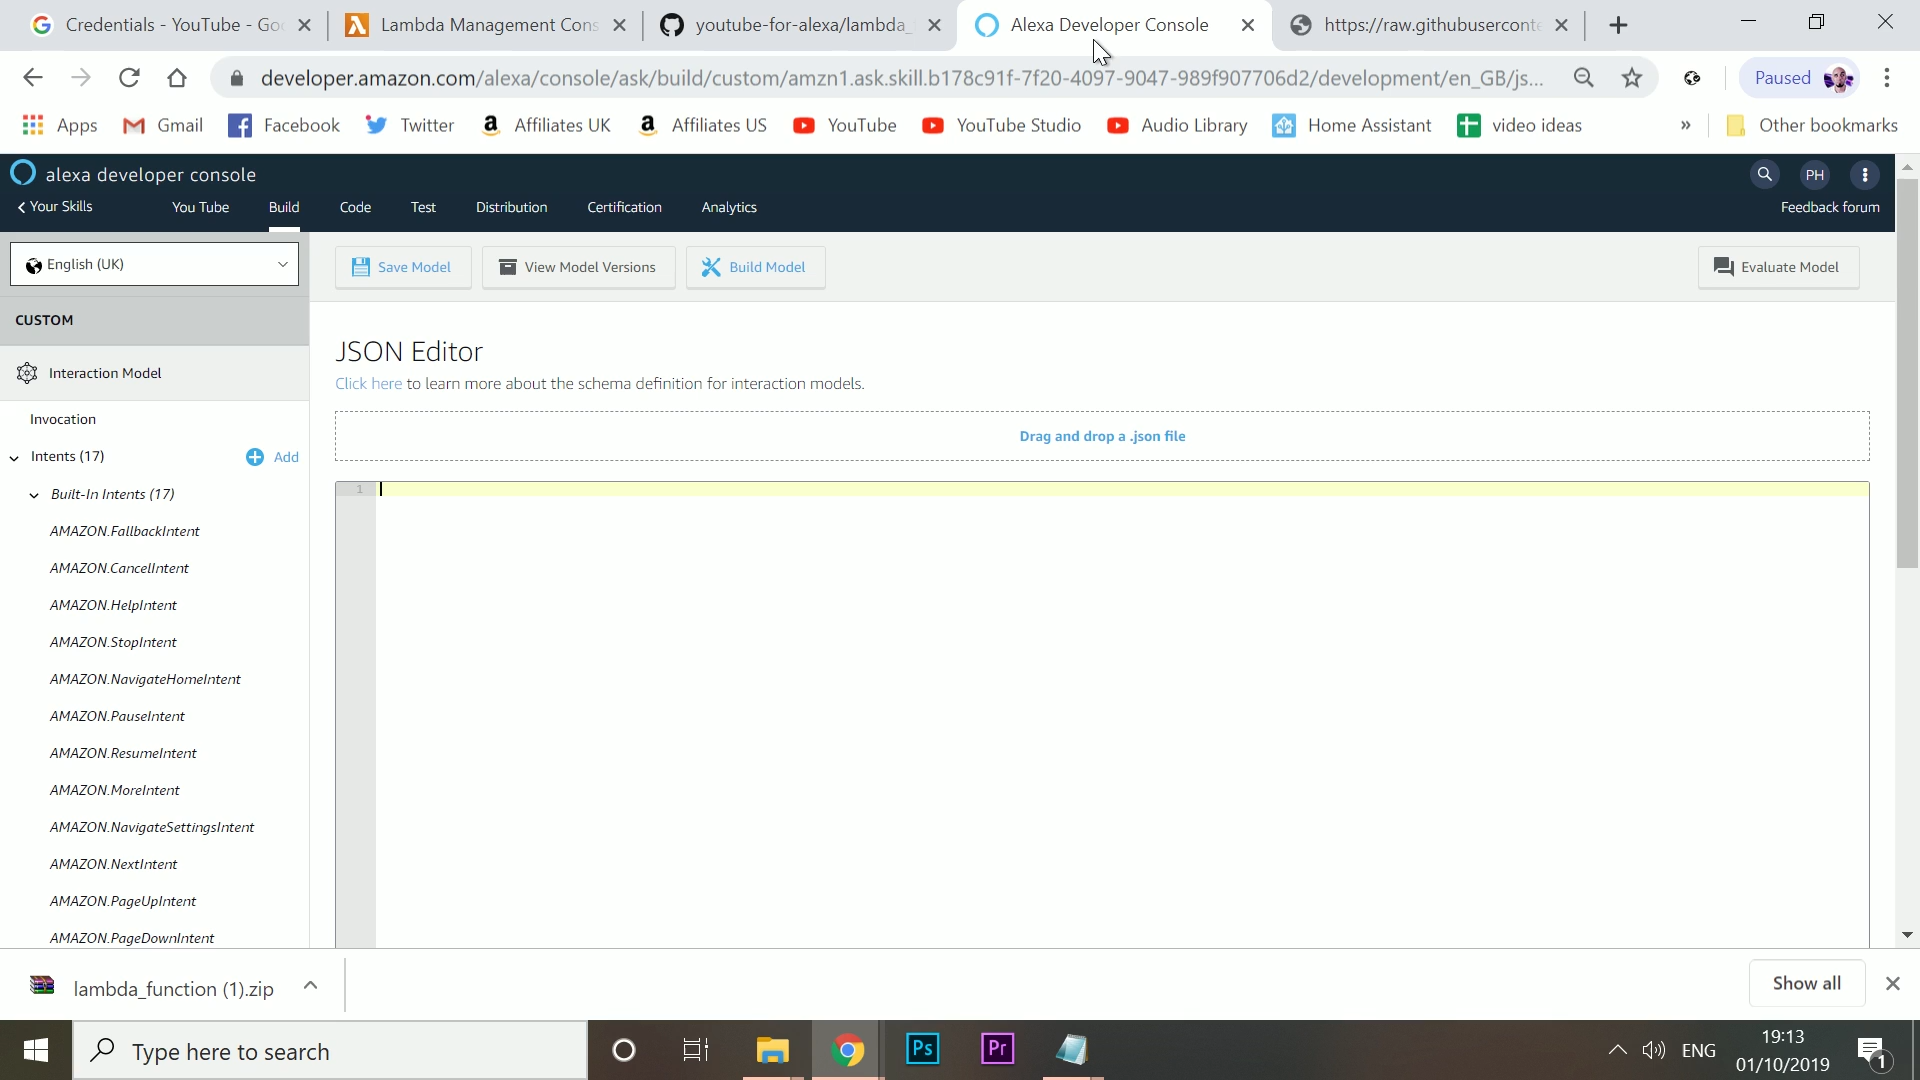 Credentials - YouTube - Go
Lambda Management Cons
youtube-for-alexa/lambda_
Alexa Developer Console
https://raw.githubuserconte
developer.amazon.com/alexa/console/ask/build/custom/amzn1.ask.skill.b178c91f-7f20-4097-9047-989f907706d2/development/en_GB/js...
Paused
Apps
Gmail
Facebook
Twitter
Affiliates UK
Affiliates US
YouTube
YouTube Studio
Audio Library
Home Assistant
video ideas
»
Other bookmarks
alexa developer console
PH
Your Skills
You Tube
Build
Code
Test
Distribution
Certification
Analytics
Feedback forum
English (UK)
Save Model
View Model Versions
Build Model
Evaluate Model
CUSTOM
Interaction Model
Invocation
Intents (17)
Add
Built-In Intents (17)
AMAZON.FallbackIntent
AMAZON.CancelIntent
AMAZON.HelpIntent
AMAZON.StopIntent
AMAZON.NavigateHomeIntent
AMAZON.PauseIntent
AMAZON.ResumeIntent
AMAZON.MoreIntent
AMAZON.NavigateSettingsIntent
AMAZON.NextIntent
AMAZON.PageUpIntent
AMAZON.PageDownIntent
JSON Editor
Click here to learn more about the schema definition for interaction models.
Drag and drop a .json file
1
lambda_function (1).zip
Show all
Type here to search
Ps
Pr
ENG
19:13
01/10/2019
1